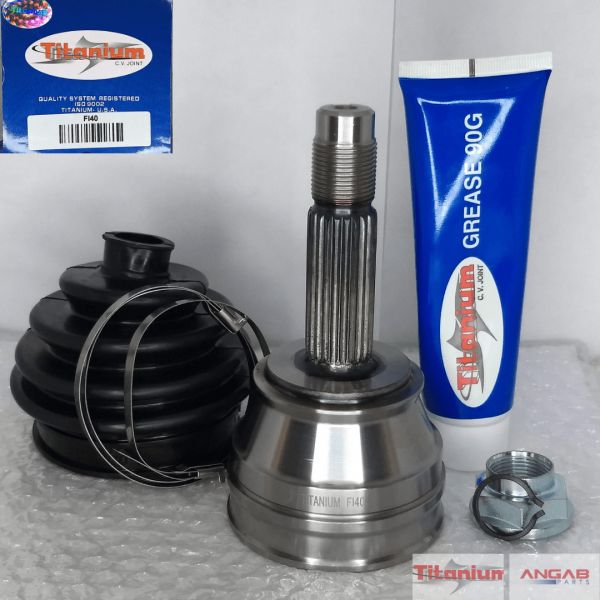 Titanium
C.V. JOINT
QUALITY SYSTEM REGISTERED
ISO 9002
TITANIUM- U.S.A.
FI40
GREASE 90G
Titanium
C.V. JOINT
TITANIUM FI40
Titanium
ANGAB
PARTS